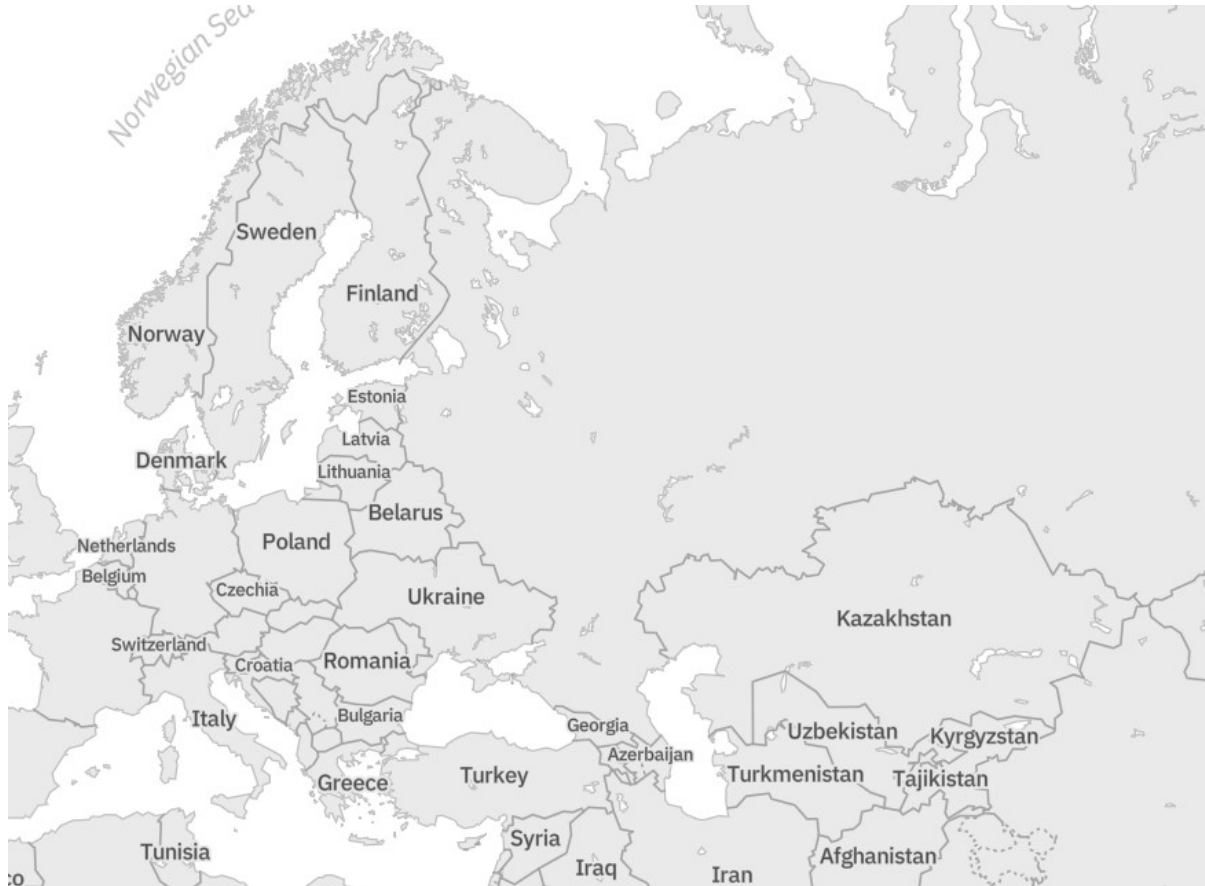 Norwegian Sea
Sweden
Finland
Norway
Estonia
Latvia
Denmark
Lithuania
Belarus
Netherlands
Poland
Belgium
Czechia
Ukraine
Kazakhstan
Switzerland
Croatia
Romania
Italy
Bulgaria
Georgia
Uzbekistan
Kyrgyzstan
Azerbaijan
Greece
Turkey
Turkmenistan
Tajikistan
Syria
Tunisia
Iraq
Iran
Afghanistan
co